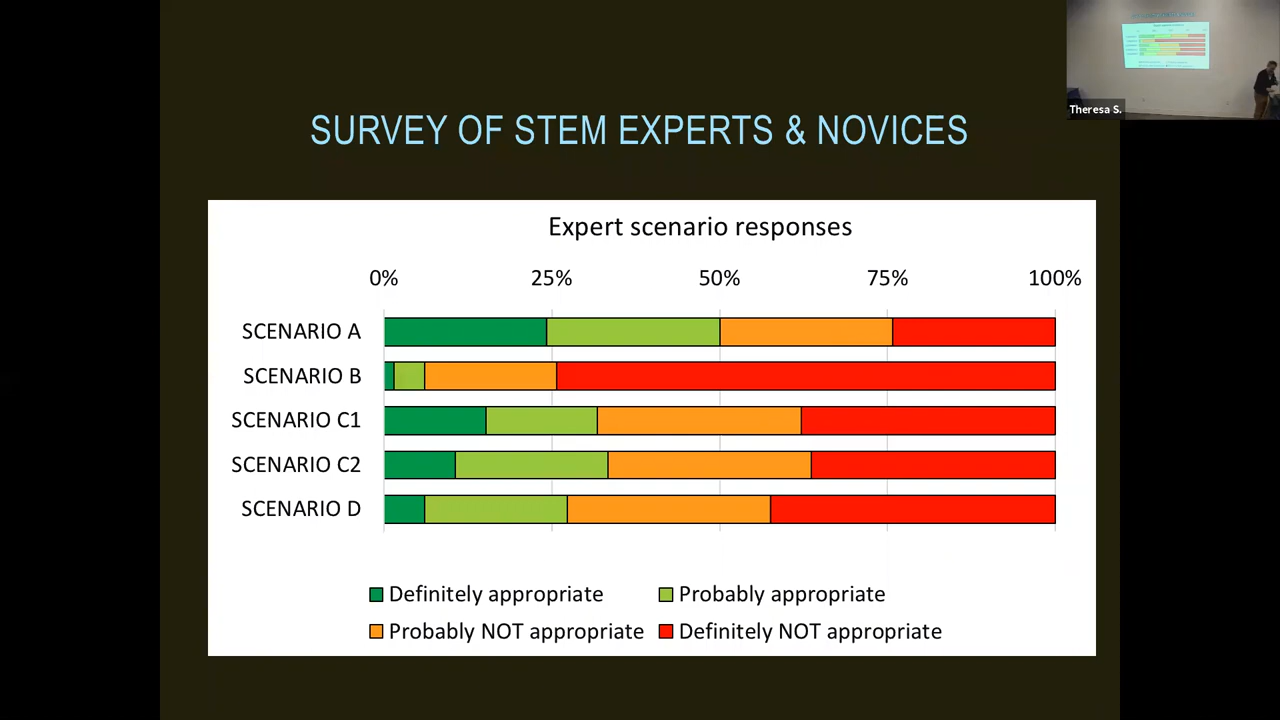 Theresa S.
SURVEY OF STEM EXPERTS & NOVICES
Expert scenario responses
0% 25% 50% 75% 100%
SCENARIO A
SCENARIO B
SCENARIO C1
SCENARIO C2
SCENARIO D
Definitely appropriate Probably appropriate
Probably NOT appropriate Definitely NOT appropriate